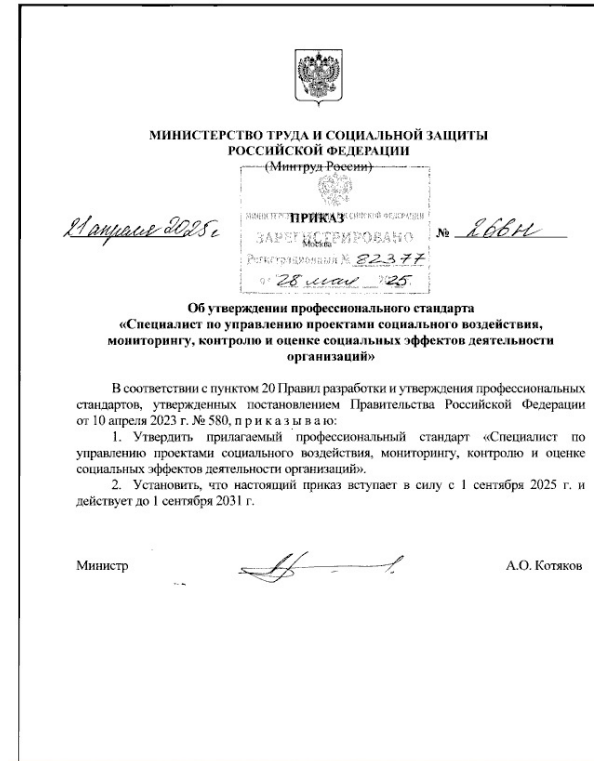 МИНИСТЕРСТВО ТРУДА И СОЦИАЛЬНОЙ ЗАЩИТЫ
РОССИЙСКОЙ ФЕДЕРАЦИИ
(Минтруд России)
МИНИСТЕРСТВО ЮСТИЦИИ РОССИЙСКОЙ ФЕДЕРАЦИИ
ПРИКАЗ
ЗАРЕГИСТРИРОВАНО
21 апреля 2025 г.
Москва
№ 266н
Регистрационный № 82377
от 28 мая 2025.
Об утверждении профессионального стандарта
«Специалист по управлению проектами социального воздействия,
мониторингу, контролю и оценке социальных эффектов деятельности
организаций»
В соответствии с пунктом 20 Правил разработки и утверждения профессиональных
стандартов, утвержденных постановлением Правительства Российской Федерации
от 10 апреля 2023 г. № 580, п р и к а з ы в а ю:
1. Утвердить прилагаемый профессиональный стандарт «Специалист по
управлению проектами социального воздействия, мониторингу, контролю и оценке
социальных эффектов деятельности организаций».
2. Установить, что настоящий приказ вступает в силу с 1 сентября 2025 г. и
действует до 1 сентября 2031 г.
Министр
А.О. Котяков